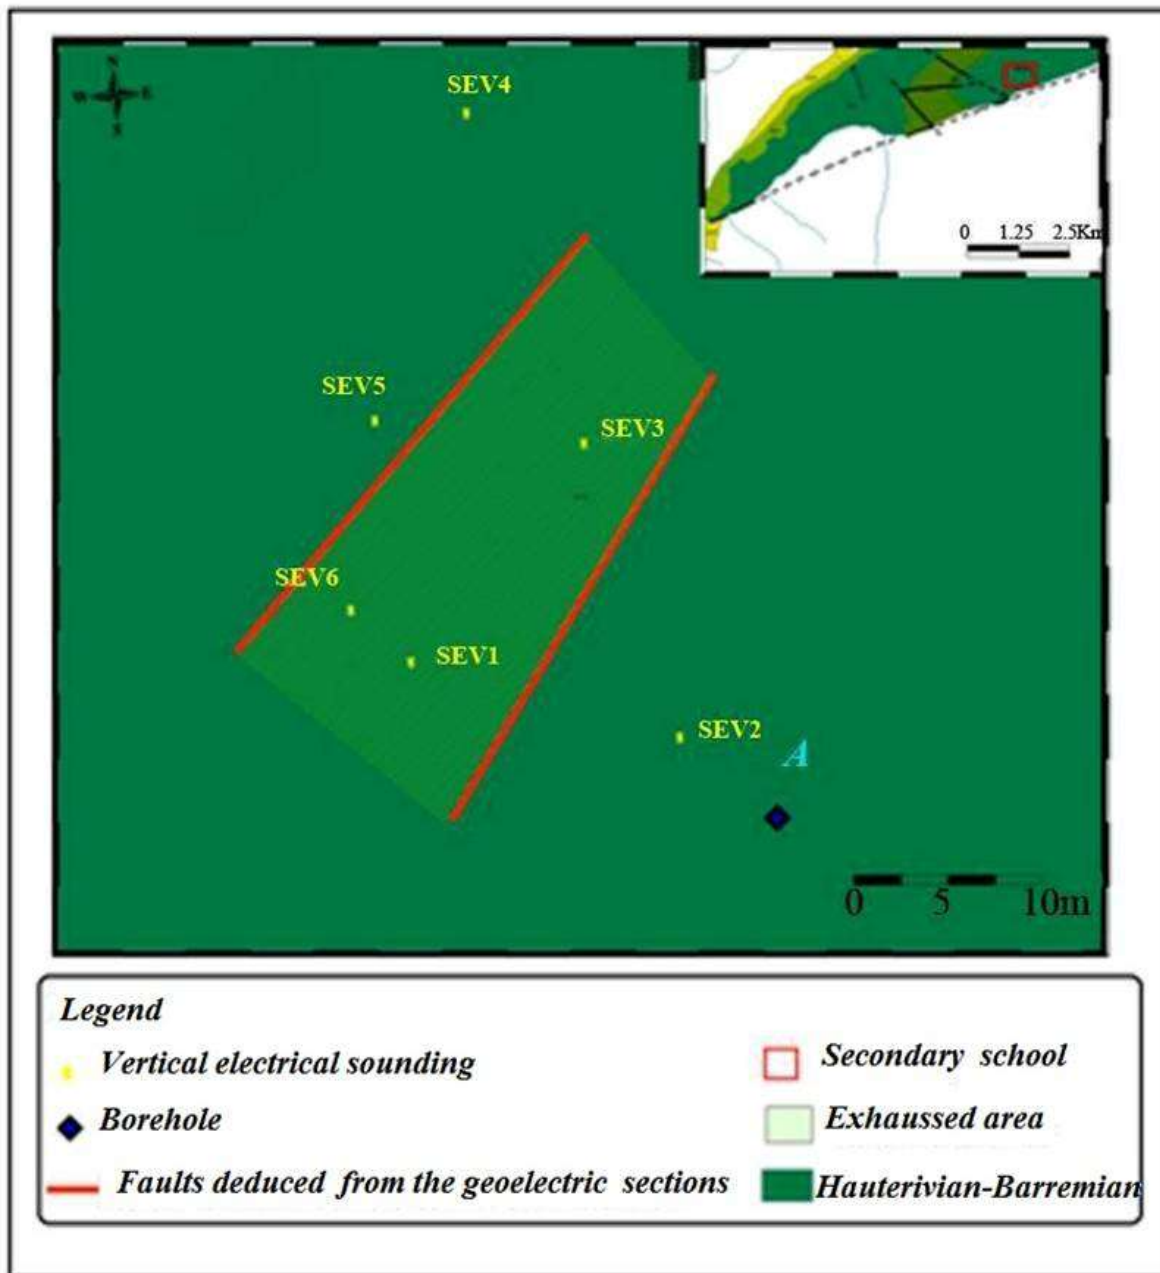 N
W E
S
SEV4
0 1.25 2.5Km
SEV5
SEV3
SEV6
SEV1
SEV2
A
0 5 10m
Legend
Vertical electrical sounding
Secondary school
Borehole
Exhaussed area
Faults deduced from the geoelectric sections
Hauterivian-Barremian